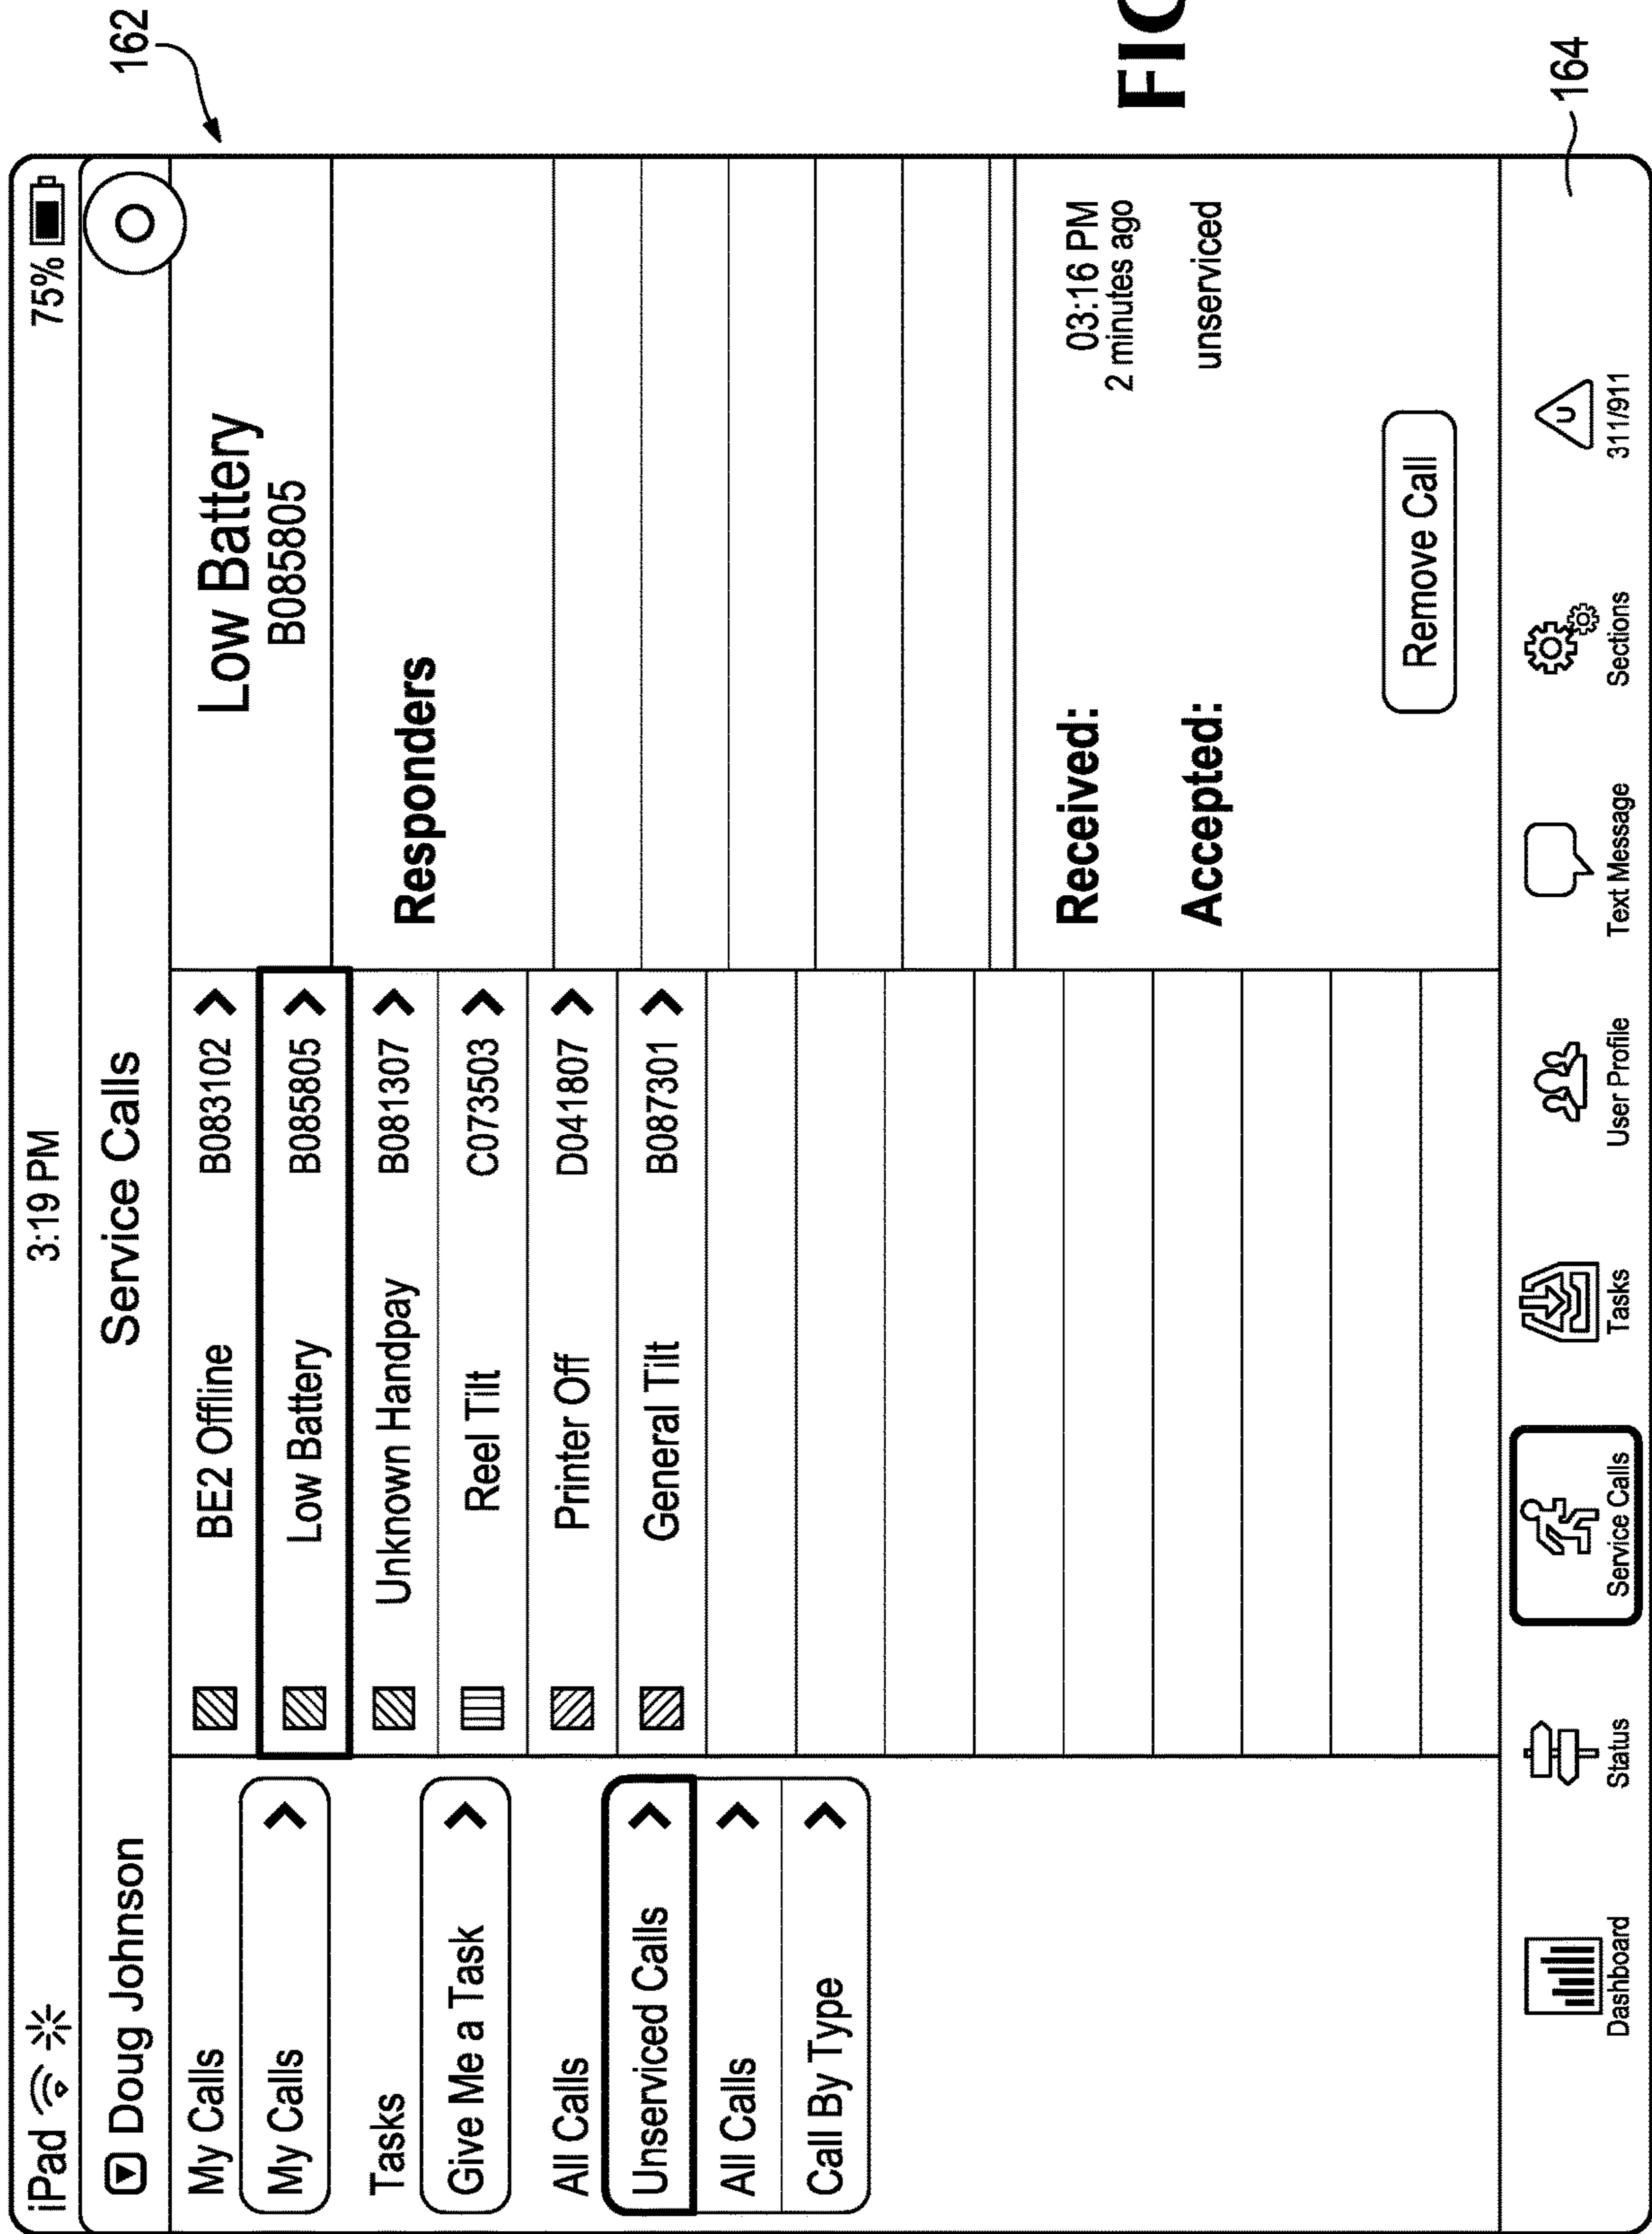 iPad 3:19 PM 75%
Doug Johnson Service Calls
My Calls
My Calls
Tasks
Give Me a Task
All Calls
Unserviced Calls
All Calls
Call By Type
BE2 Offline B083102
Low Battery B085805
Unknown Handpay B081307
Reel Tilt C073503
Printer Off D041807
General Tilt B087301
Low Battery
B085805
Responders
Received: 03:16 PM
2 minutes ago
Accepted: unserviced
Remove Call
Dashboard
Status
Service Calls
Tasks
User Profile
Text Message
Sections
311/911
162
164